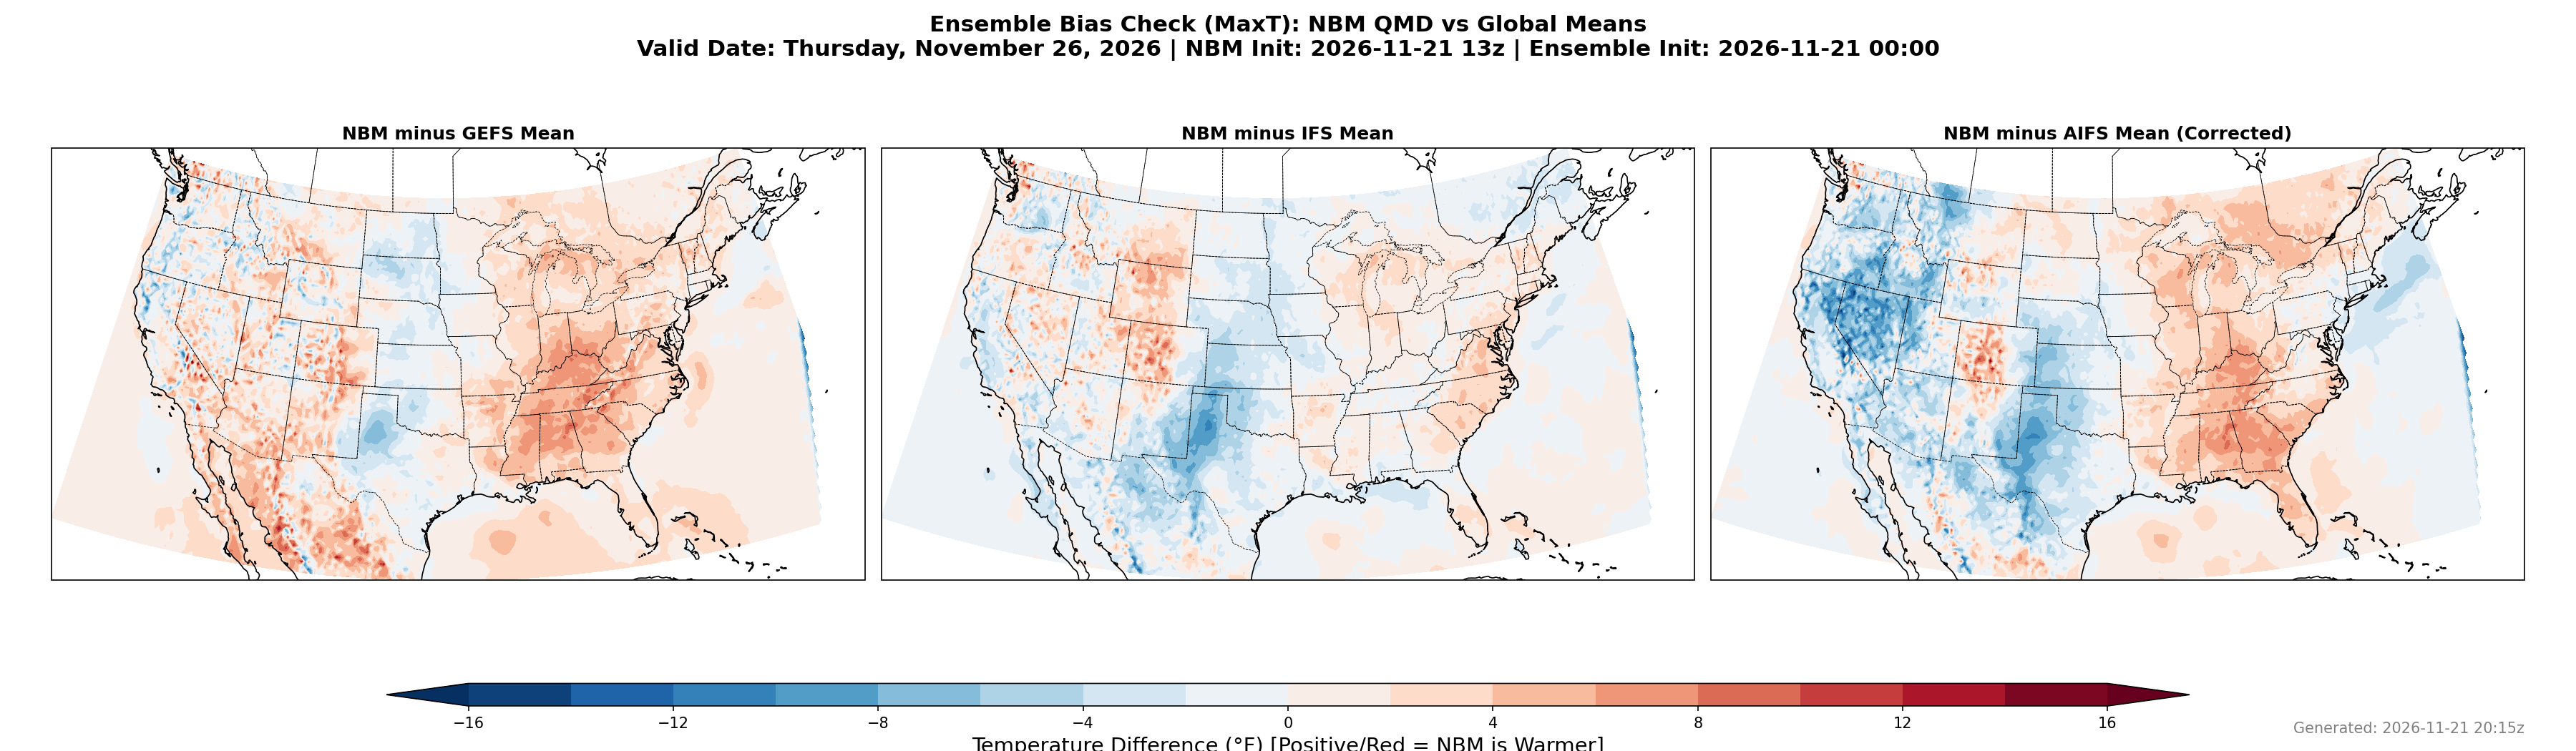 Ensemble Bias Check (MaxT): NBM QMD vs Global Means
Valid Date: Thursday, November 26, 2026 | NBM Init: 2026-11-21 13z | Ensemble Init: 2026-11-21 00:00
NBM minus GEFS Mean
NBM minus IFS Mean
NBM minus AIFS Mean (Corrected)
−16 −12 −8 −4 0 4 8 12 16
Temperature Difference (°F) [Positive/Red = NBM is Warmer]
Generated: 2026-11-21 20:15z